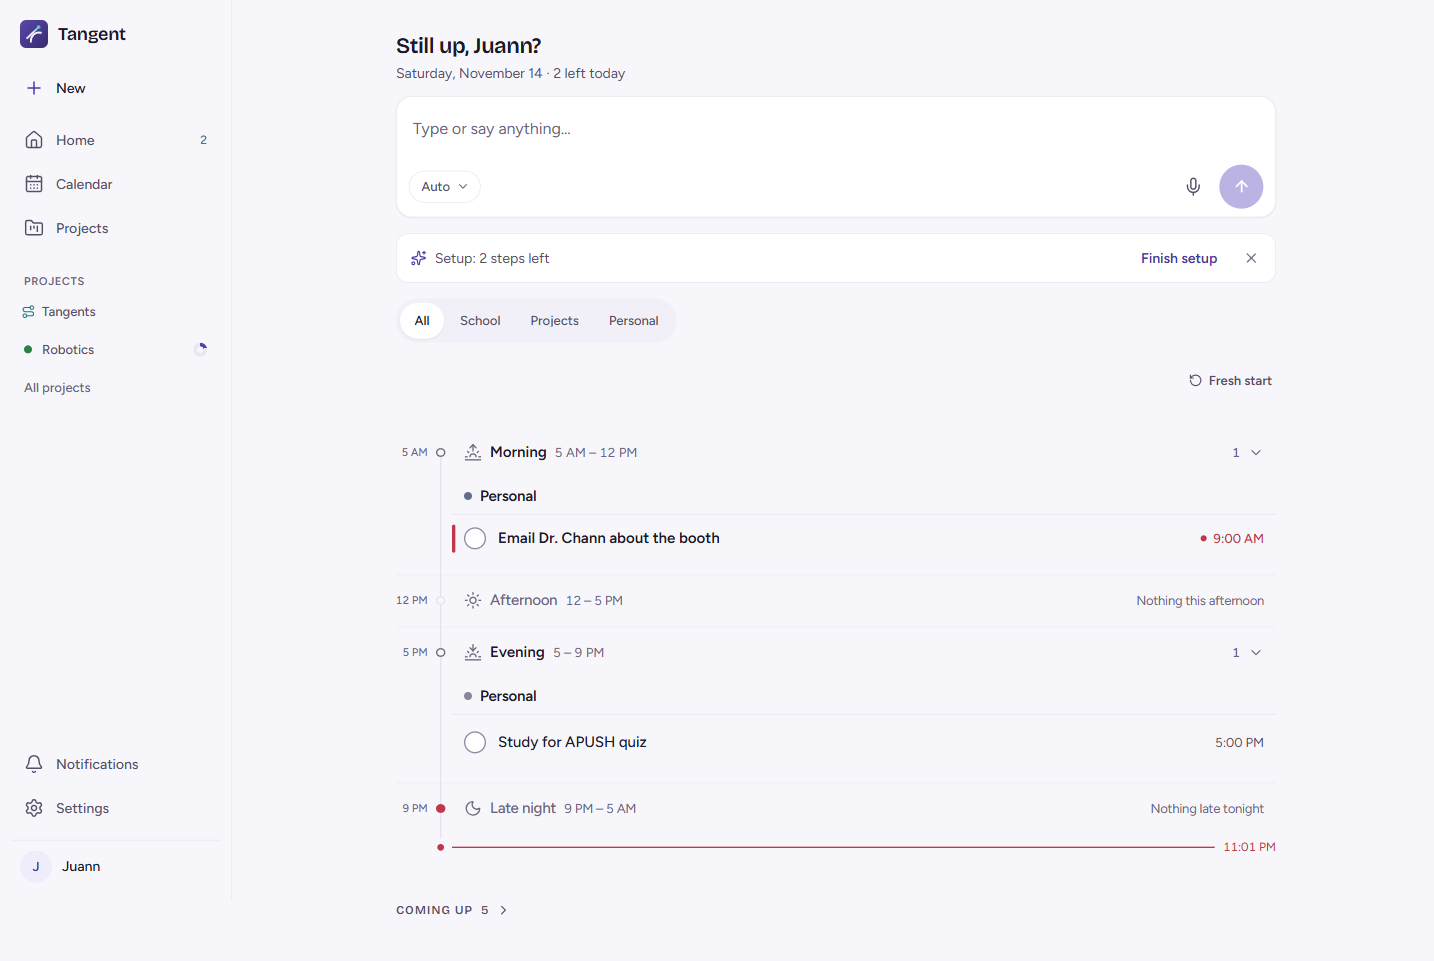 Tangent
New
Home 2
Calendar
Projects
PROJECTS
Tangents
Robotics
All projects
Notifications
Settings
J Juann
Still up, Juann?
Saturday, November 14 · 2 left today
Type or say anything...
Auto
Setup: 2 steps left Finish setup
All School Projects Personal
Fresh start
5 AM Morning 5 AM – 12 PM 1
Personal
Email Dr. Chann about the booth 9:00 AM
12 PM Afternoon 12 – 5 PM Nothing this afternoon
5 PM Evening 5 – 9 PM 1
Personal
Study for APUSH quiz 5:00 PM
9 PM Late night 9 PM – 5 AM Nothing late tonight
11:01 PM
COMING UP 5